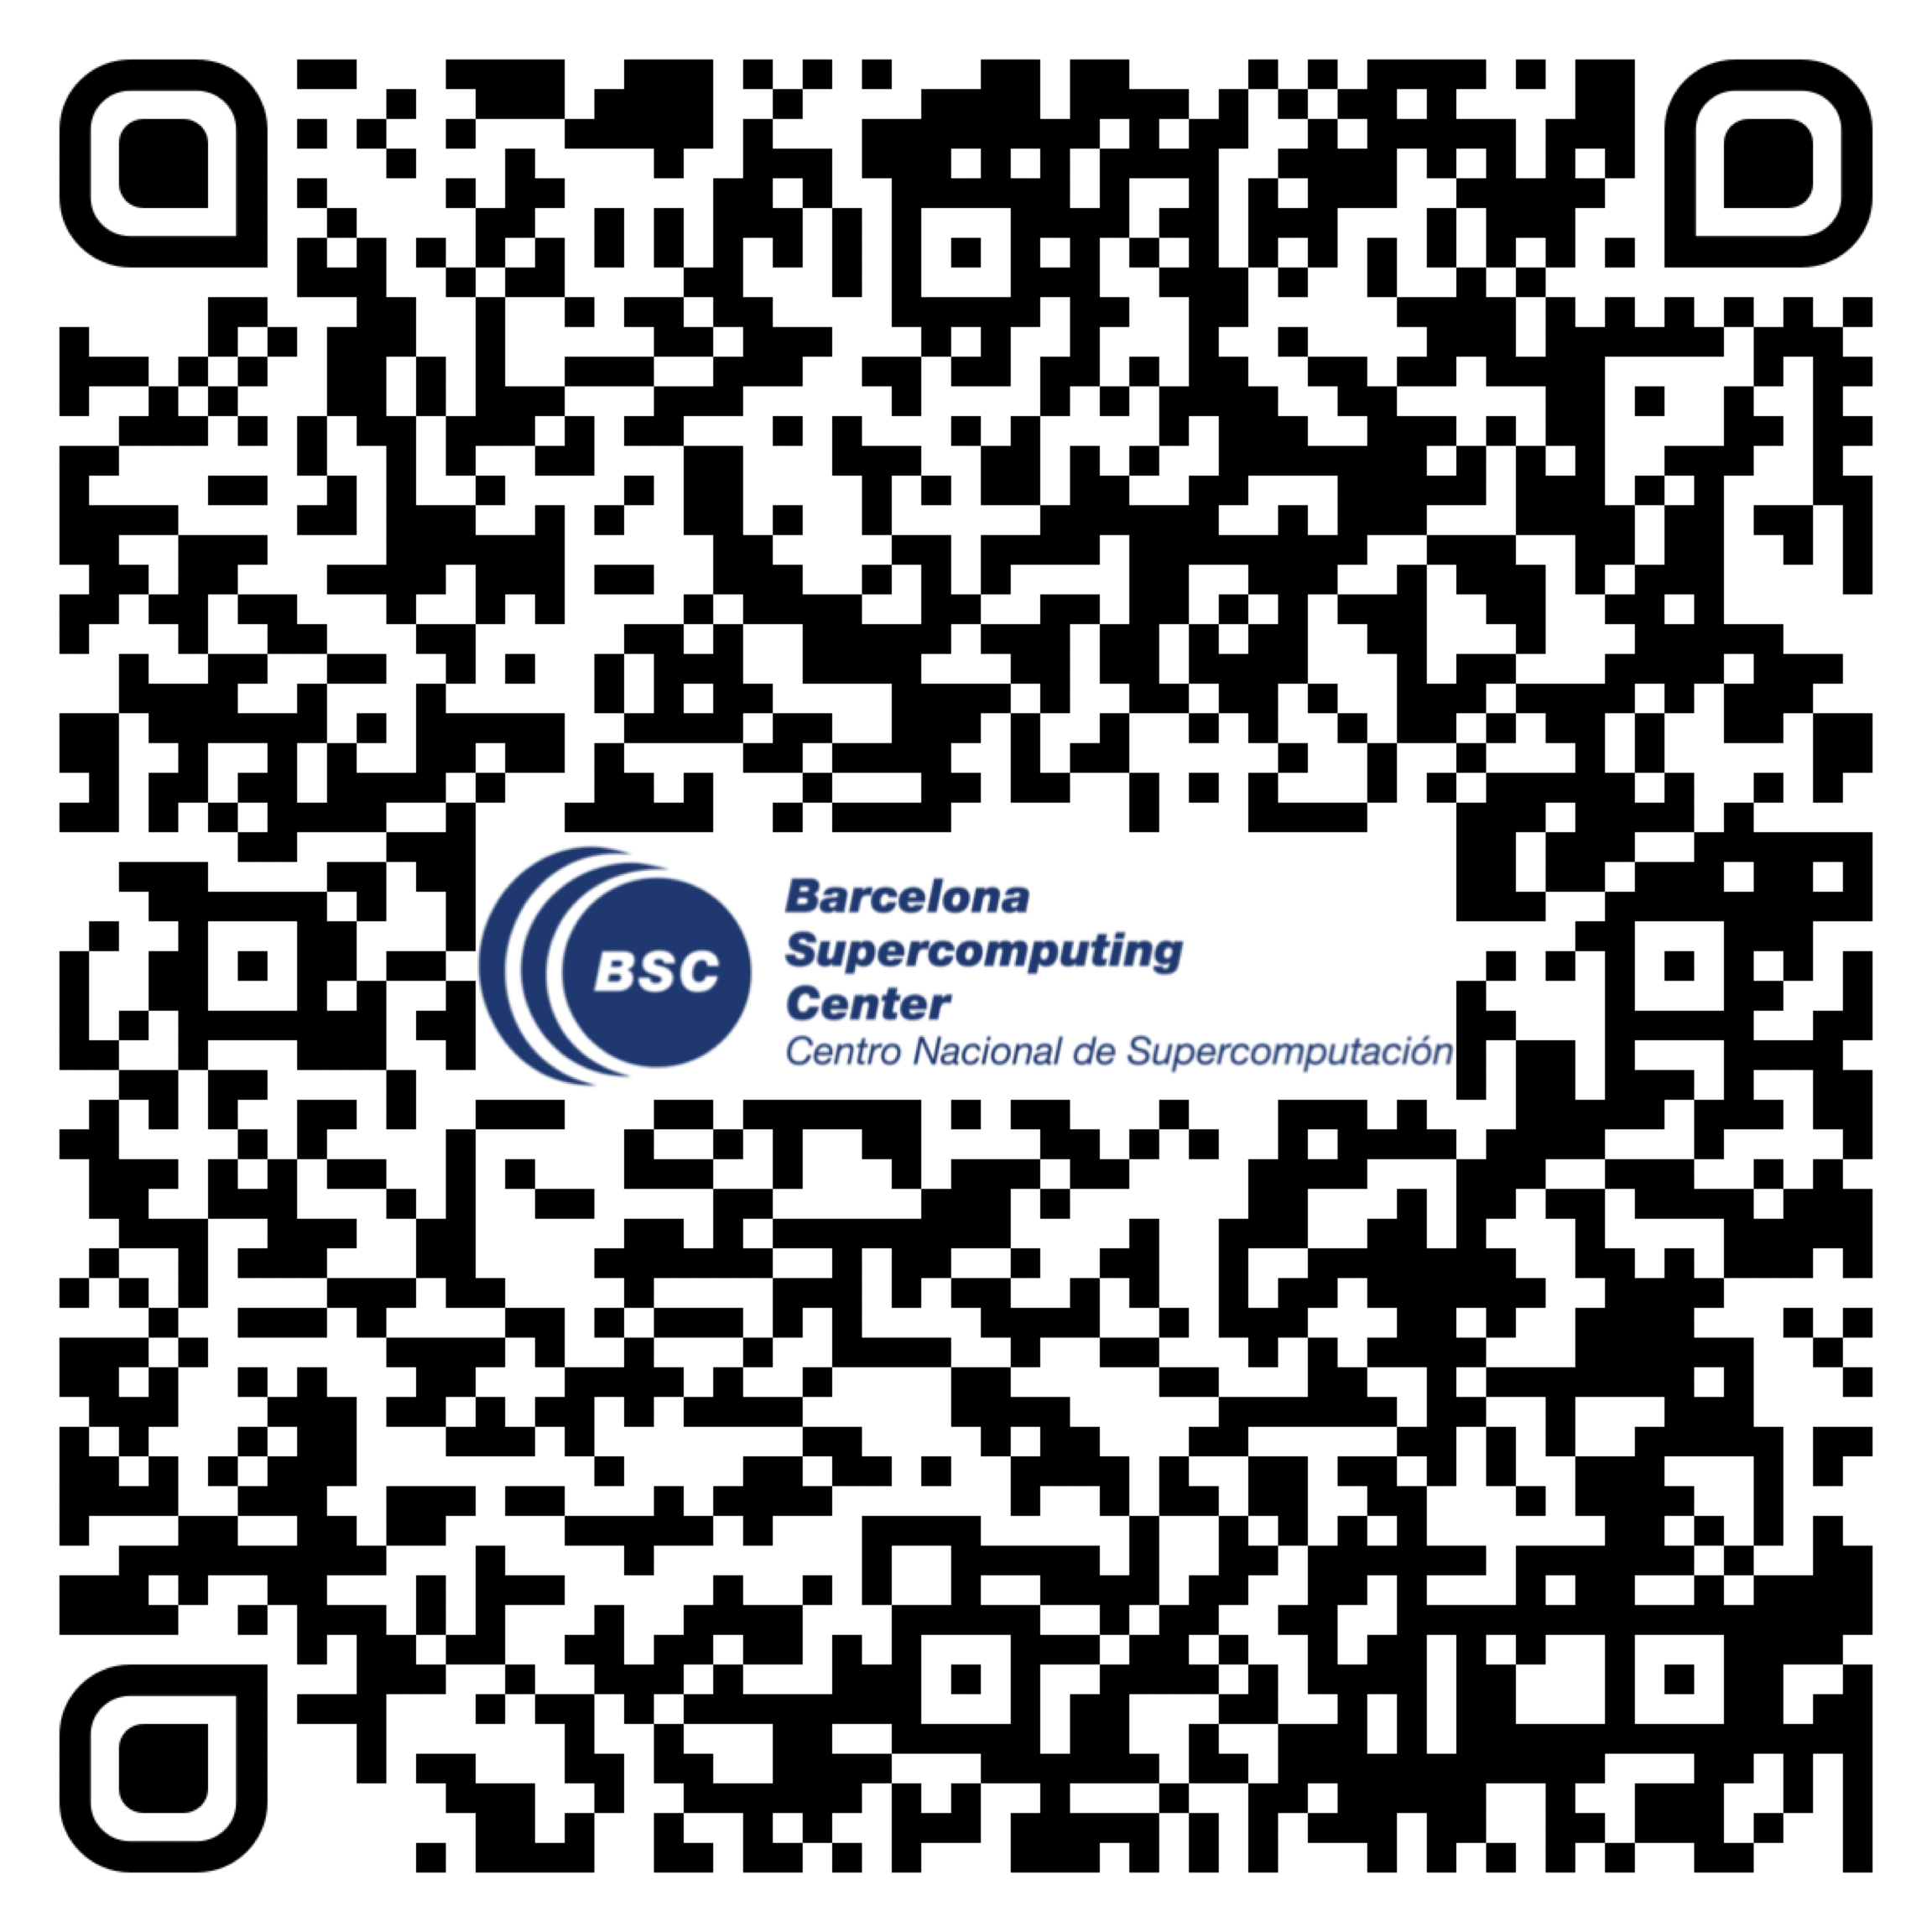 BSC
Barcelona
Supercomputing
Center
Centro Nacional de Supercomputación